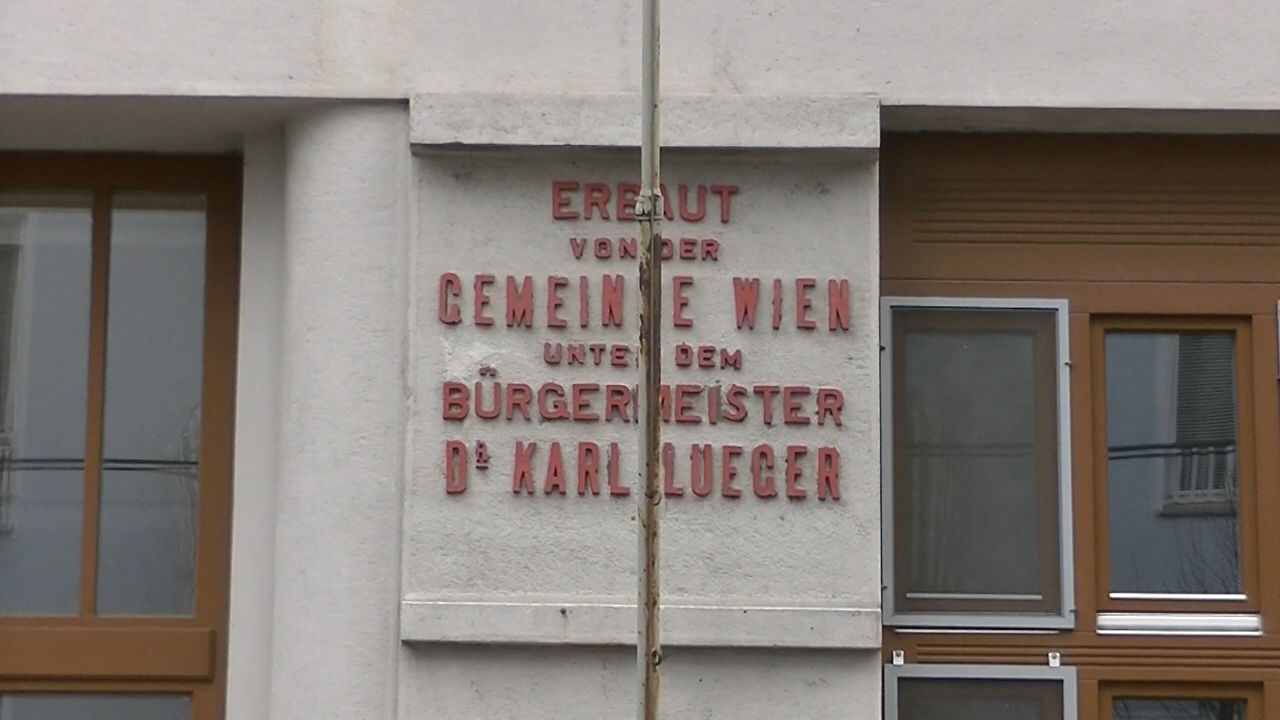 ERBAUT
VON DER
GEMEINDE WIEN
UNTER DEM
BÜRGERMEISTER
DR KARL LUEGER